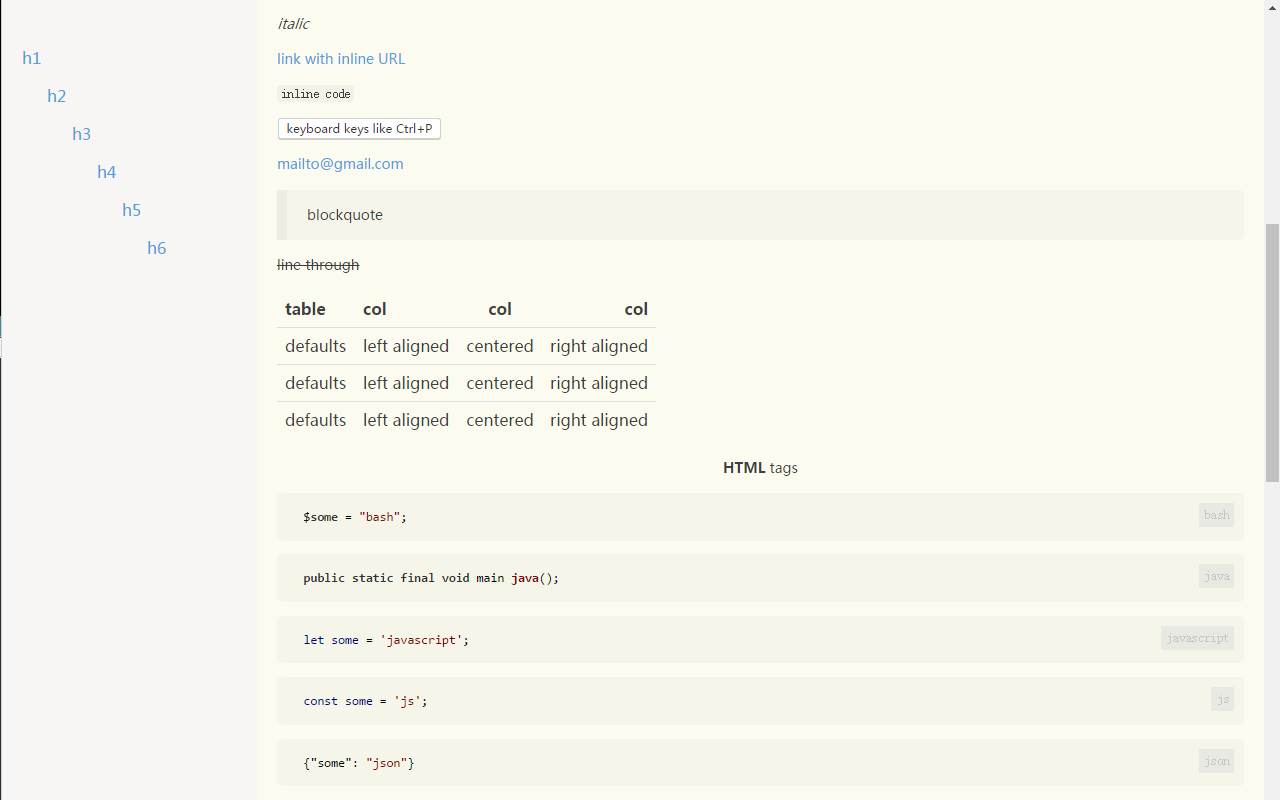 h1
h2
h3
h4
h5
h6
italic
link with inline URL
inline code
keyboard keys like Ctrl+P
mailto@gmail.com
blockquote
line through
table col col col
defaults left aligned centered right aligned
defaults left aligned centered right aligned
defaults left aligned centered right aligned
HTML tags
$some = "bash";
bash
public static final void main java();
java
let some = 'javascript';
javascript
const some = 'js';
js
{"some": "json"}
json